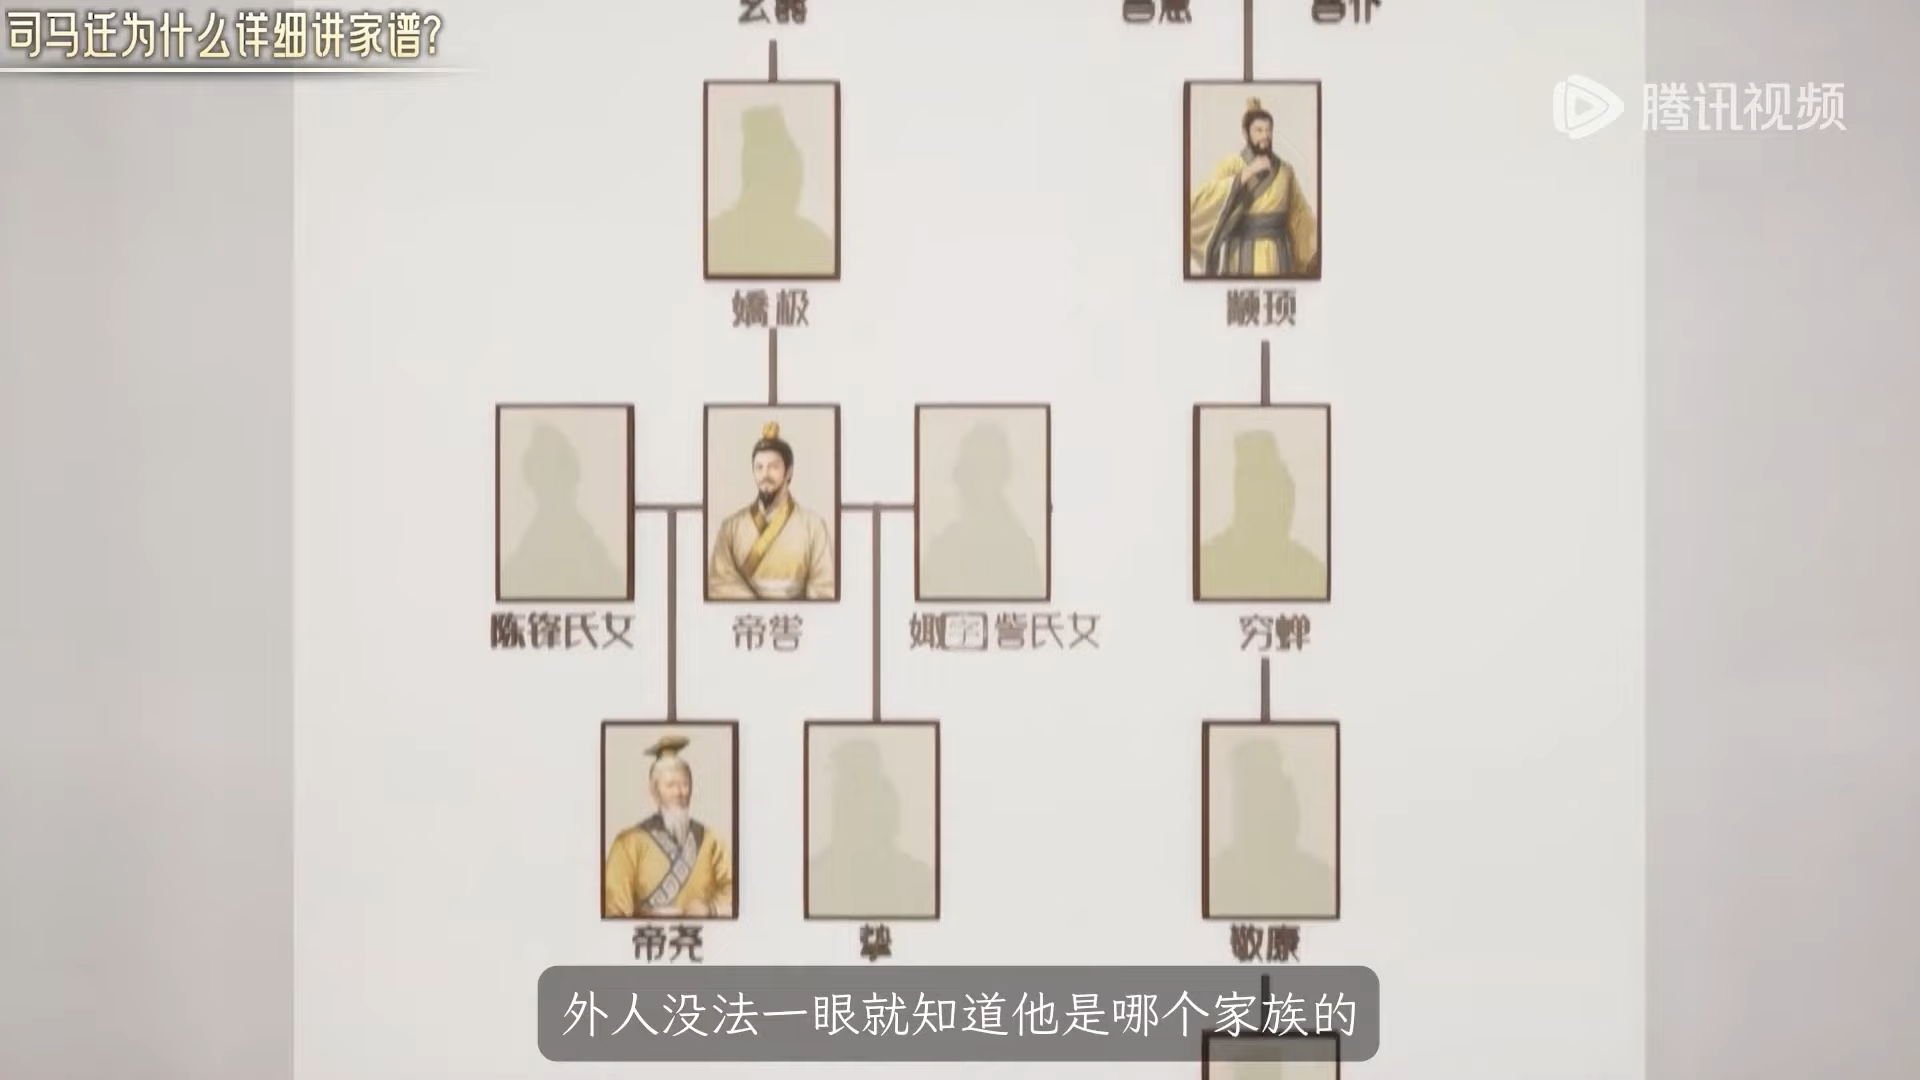 司马迁为什么详细讲家谱?
腾讯视频
嫡极
颛顼
陈锋氏女
帝喾
娵訾氏女
穷蝉
帝尧
挚
敬康
外人没法一眼就知道他是哪个家族的